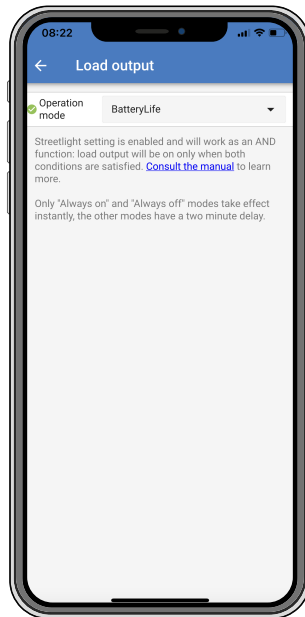 08:22
Load output
Operation
mode
BatteryLife
Streetlight setting is enabled and will work as an AND
function: load output will be on only when both
conditions are satisfied. Consult the manual to learn
more.
Only "Always on" and "Always off" modes take effect
instantly, the other modes have a two minute delay.